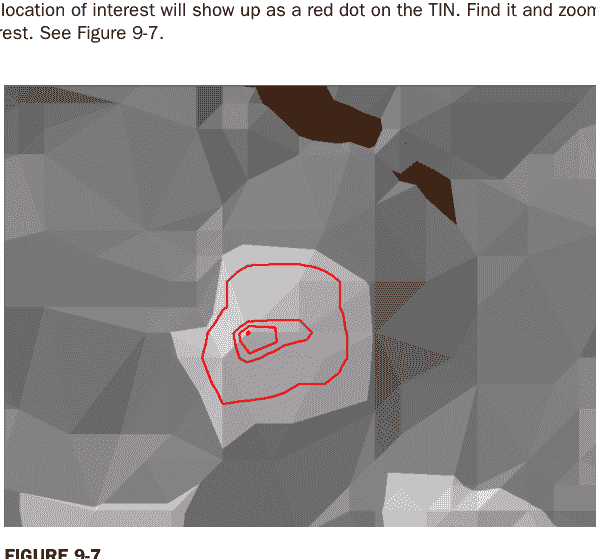 location of interest will show up as a red dot on the TIN. Find it and zoom
rest. See Figure 9-7.
FIGURE 9-7